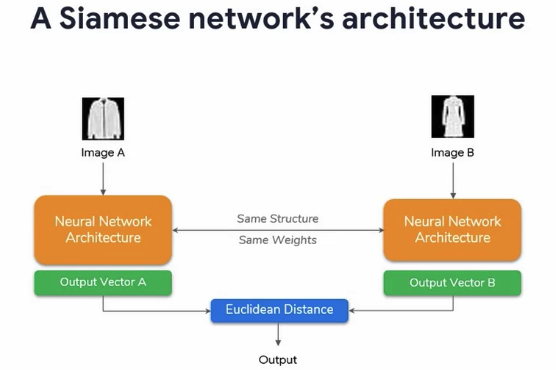 A Siamese network's architecture
Image A
Image B
Neural Network
Architecture
Same Structure
Same Weights
Neural Network
Architecture
Output Vector A
Output Vector B
Euclidean Distance
Output